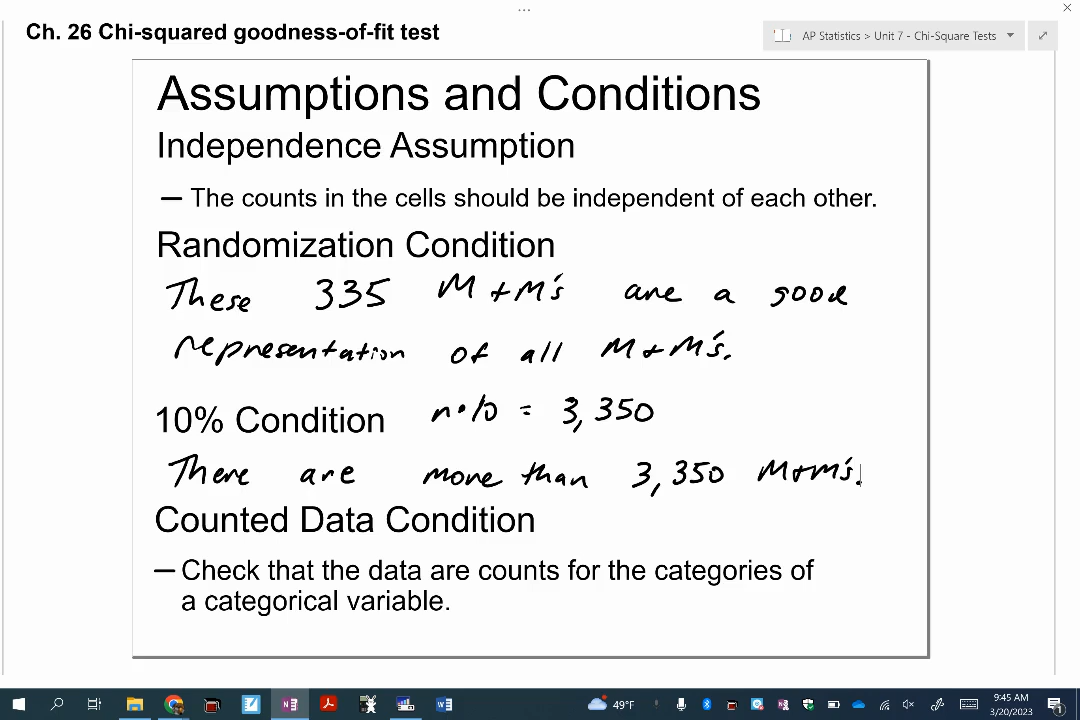 Ch. 26 Chi-squared goodness-of-fit test
AP Statistics > Unit 7 - Chi-Square Tests
Assumptions and Conditions
Independence Assumption
— The counts in the cells should be independent of each other.
Randomization Condition
These 335 M+M's are a good
representation of all M+M's.
10% Condition n·10 = 3,350
There are more than 3,350 M+M's.
Counted Data Condition
— Check that the data are counts for the categories of
a categorical variable.
49°F
9:45 AM
3/20/2023